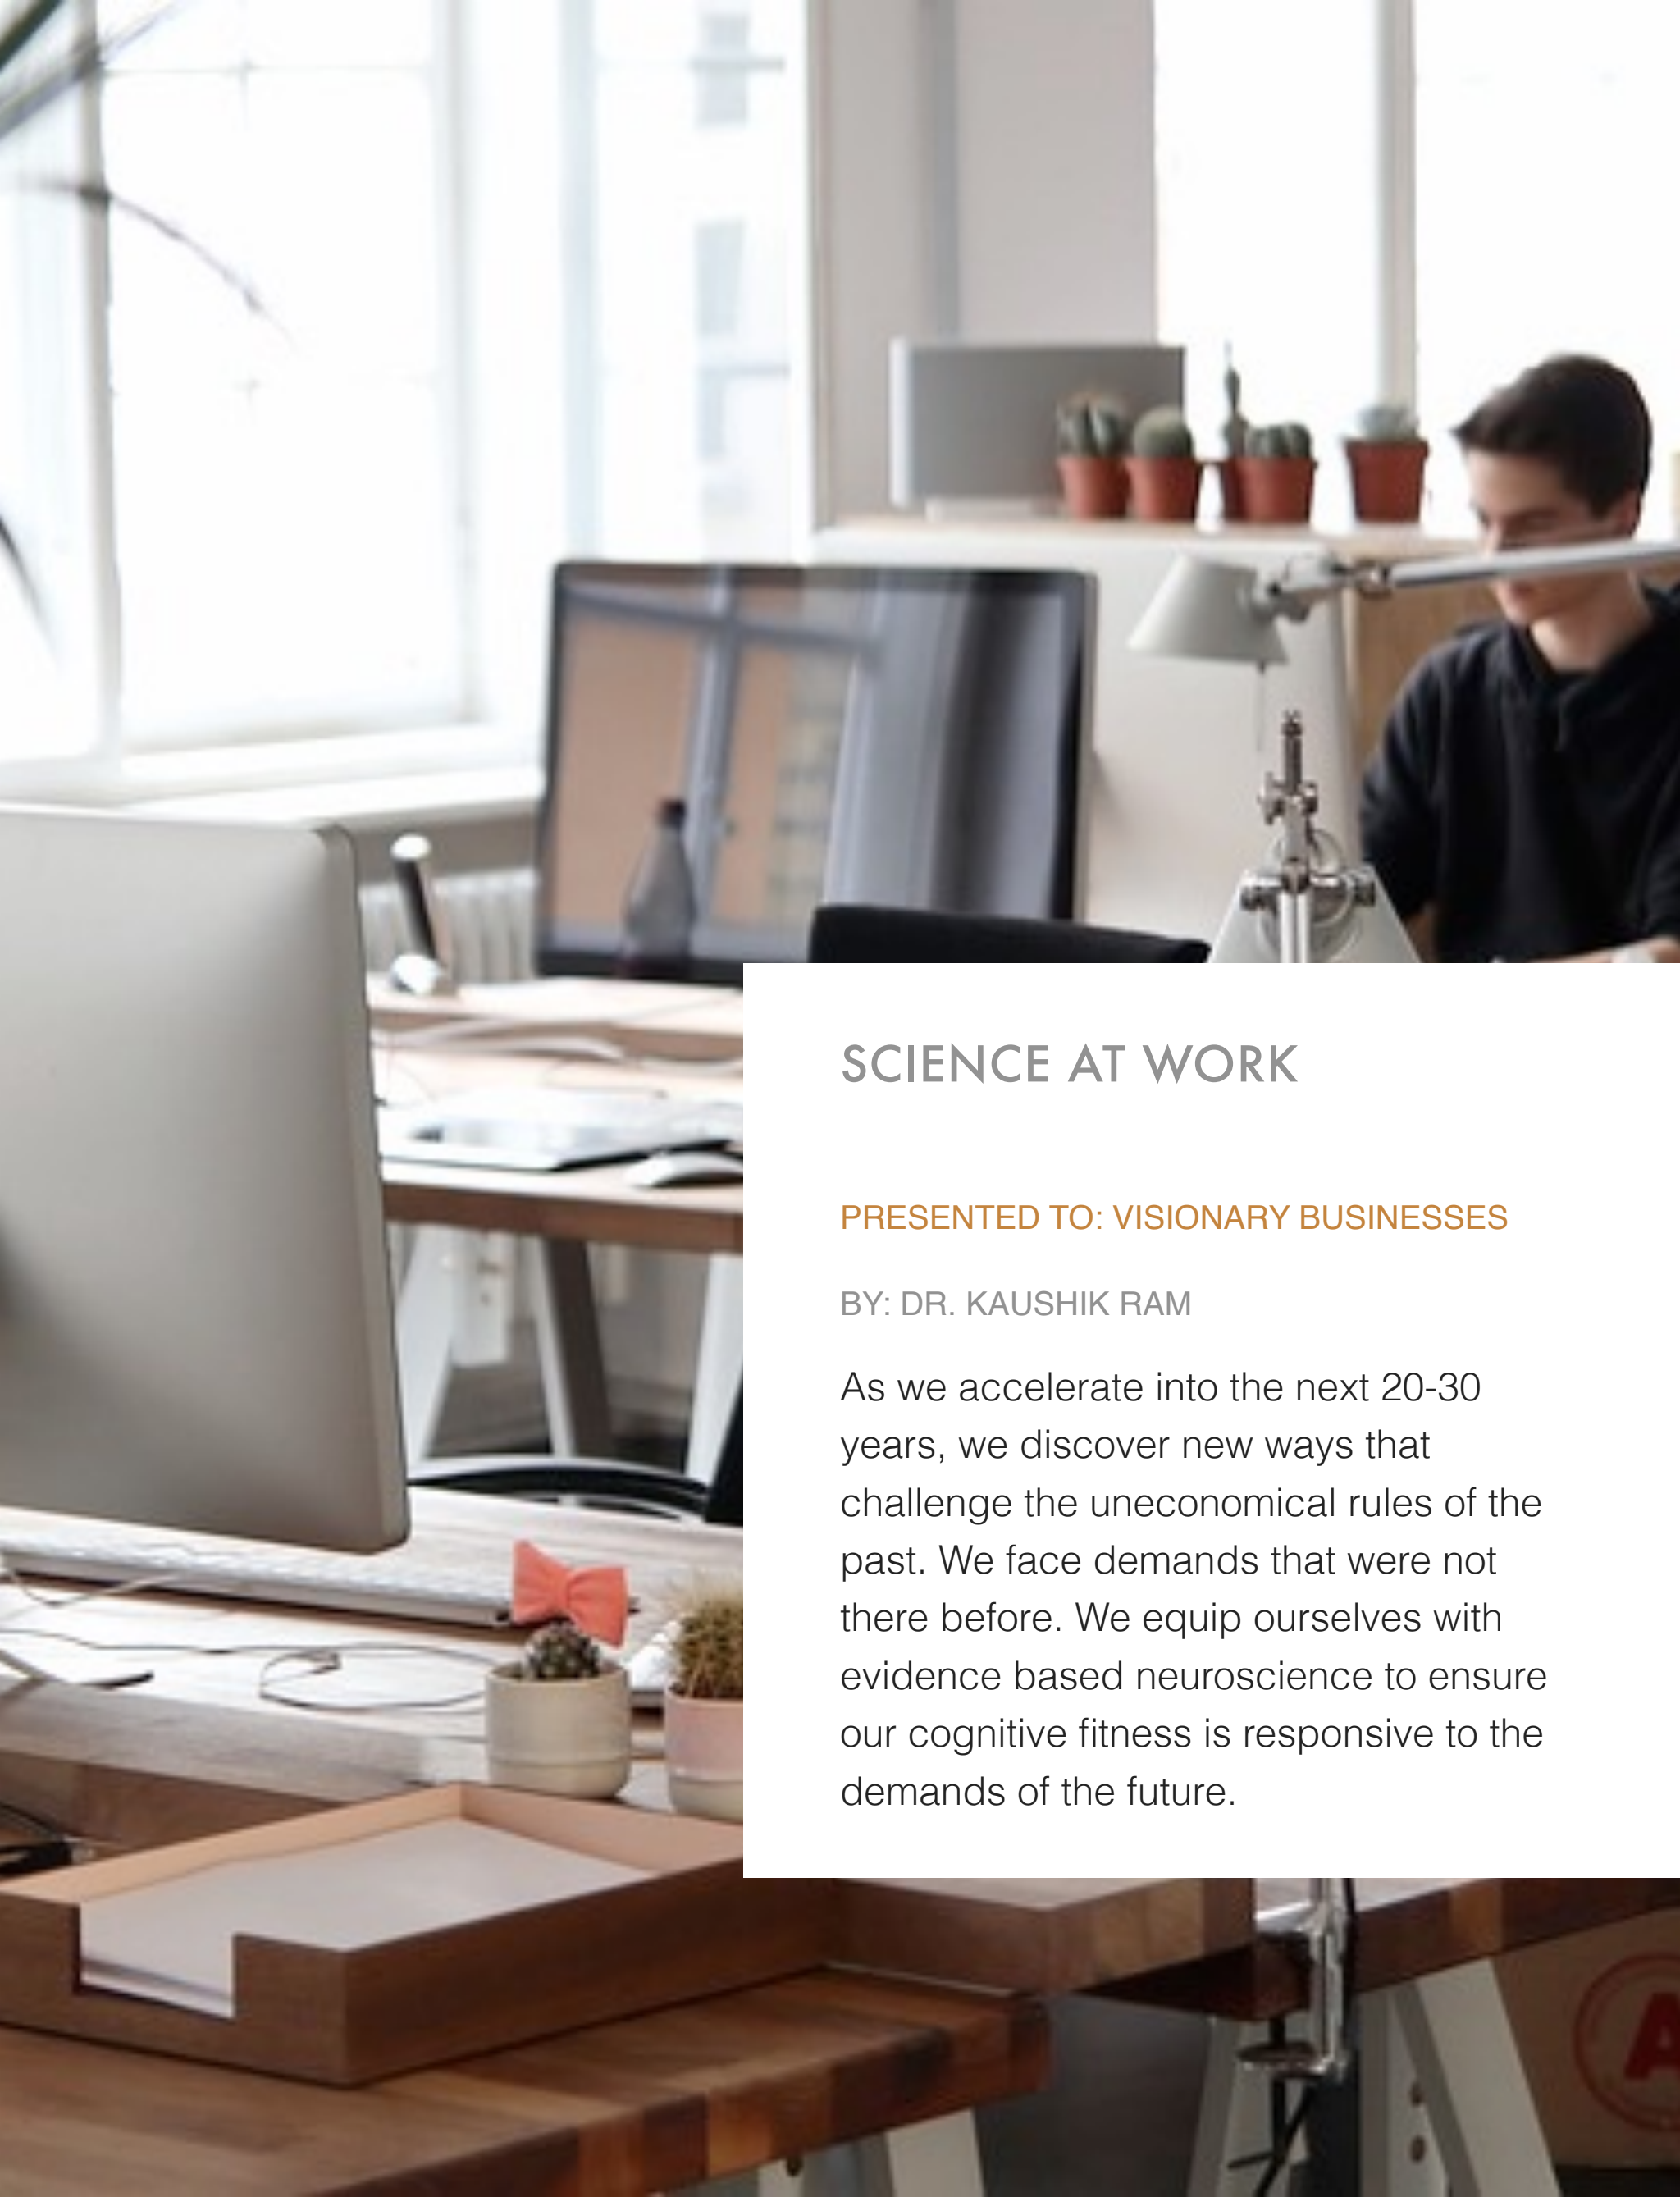 SCIENCE AT WORK
PRESENTED TO: VISIONARY BUSINESSES
BY: DR. KAUSHIK RAM
As we accelerate into the next 20-30
years, we discover new ways that
challenge the uneconomical rules of the
past. We face demands that were not
there before. We equip ourselves with
evidence based neuroscience to ensure
our cognitive fitness is responsive to the
demands of the future.
A